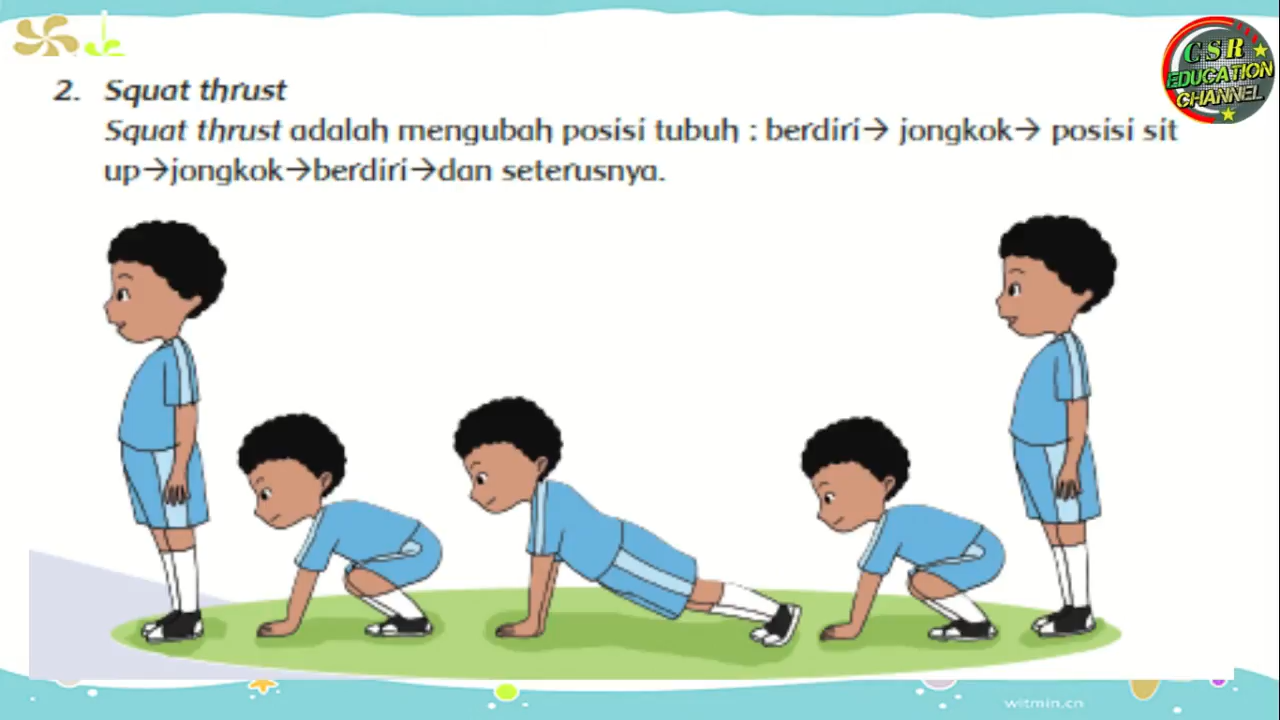 CSR
EDUCATION
CHANNEL
2. Squat thrust
Squat thrust adalah mengubah posisi tubuh : berdiri→ jongkok→ posisi sit
up→jongkok→berdiri→dan seterusnya.
witmin.cn